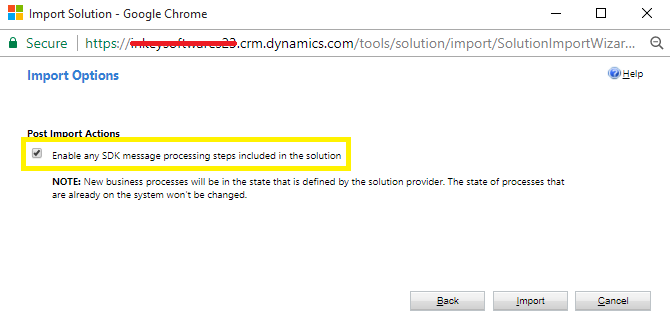 Import Solution - Google Chrome
Secure https:// .crm.dynamics.com/tools/solution/import/SolutionImportWizar...
Import Options
Help
Post Import Actions
Enable any SDK message processing steps included in the solution
NOTE: New business processes will be in the state that is defined by the solution provider. The state of processes that
are already on the system won't be changed.
Back Import Cancel